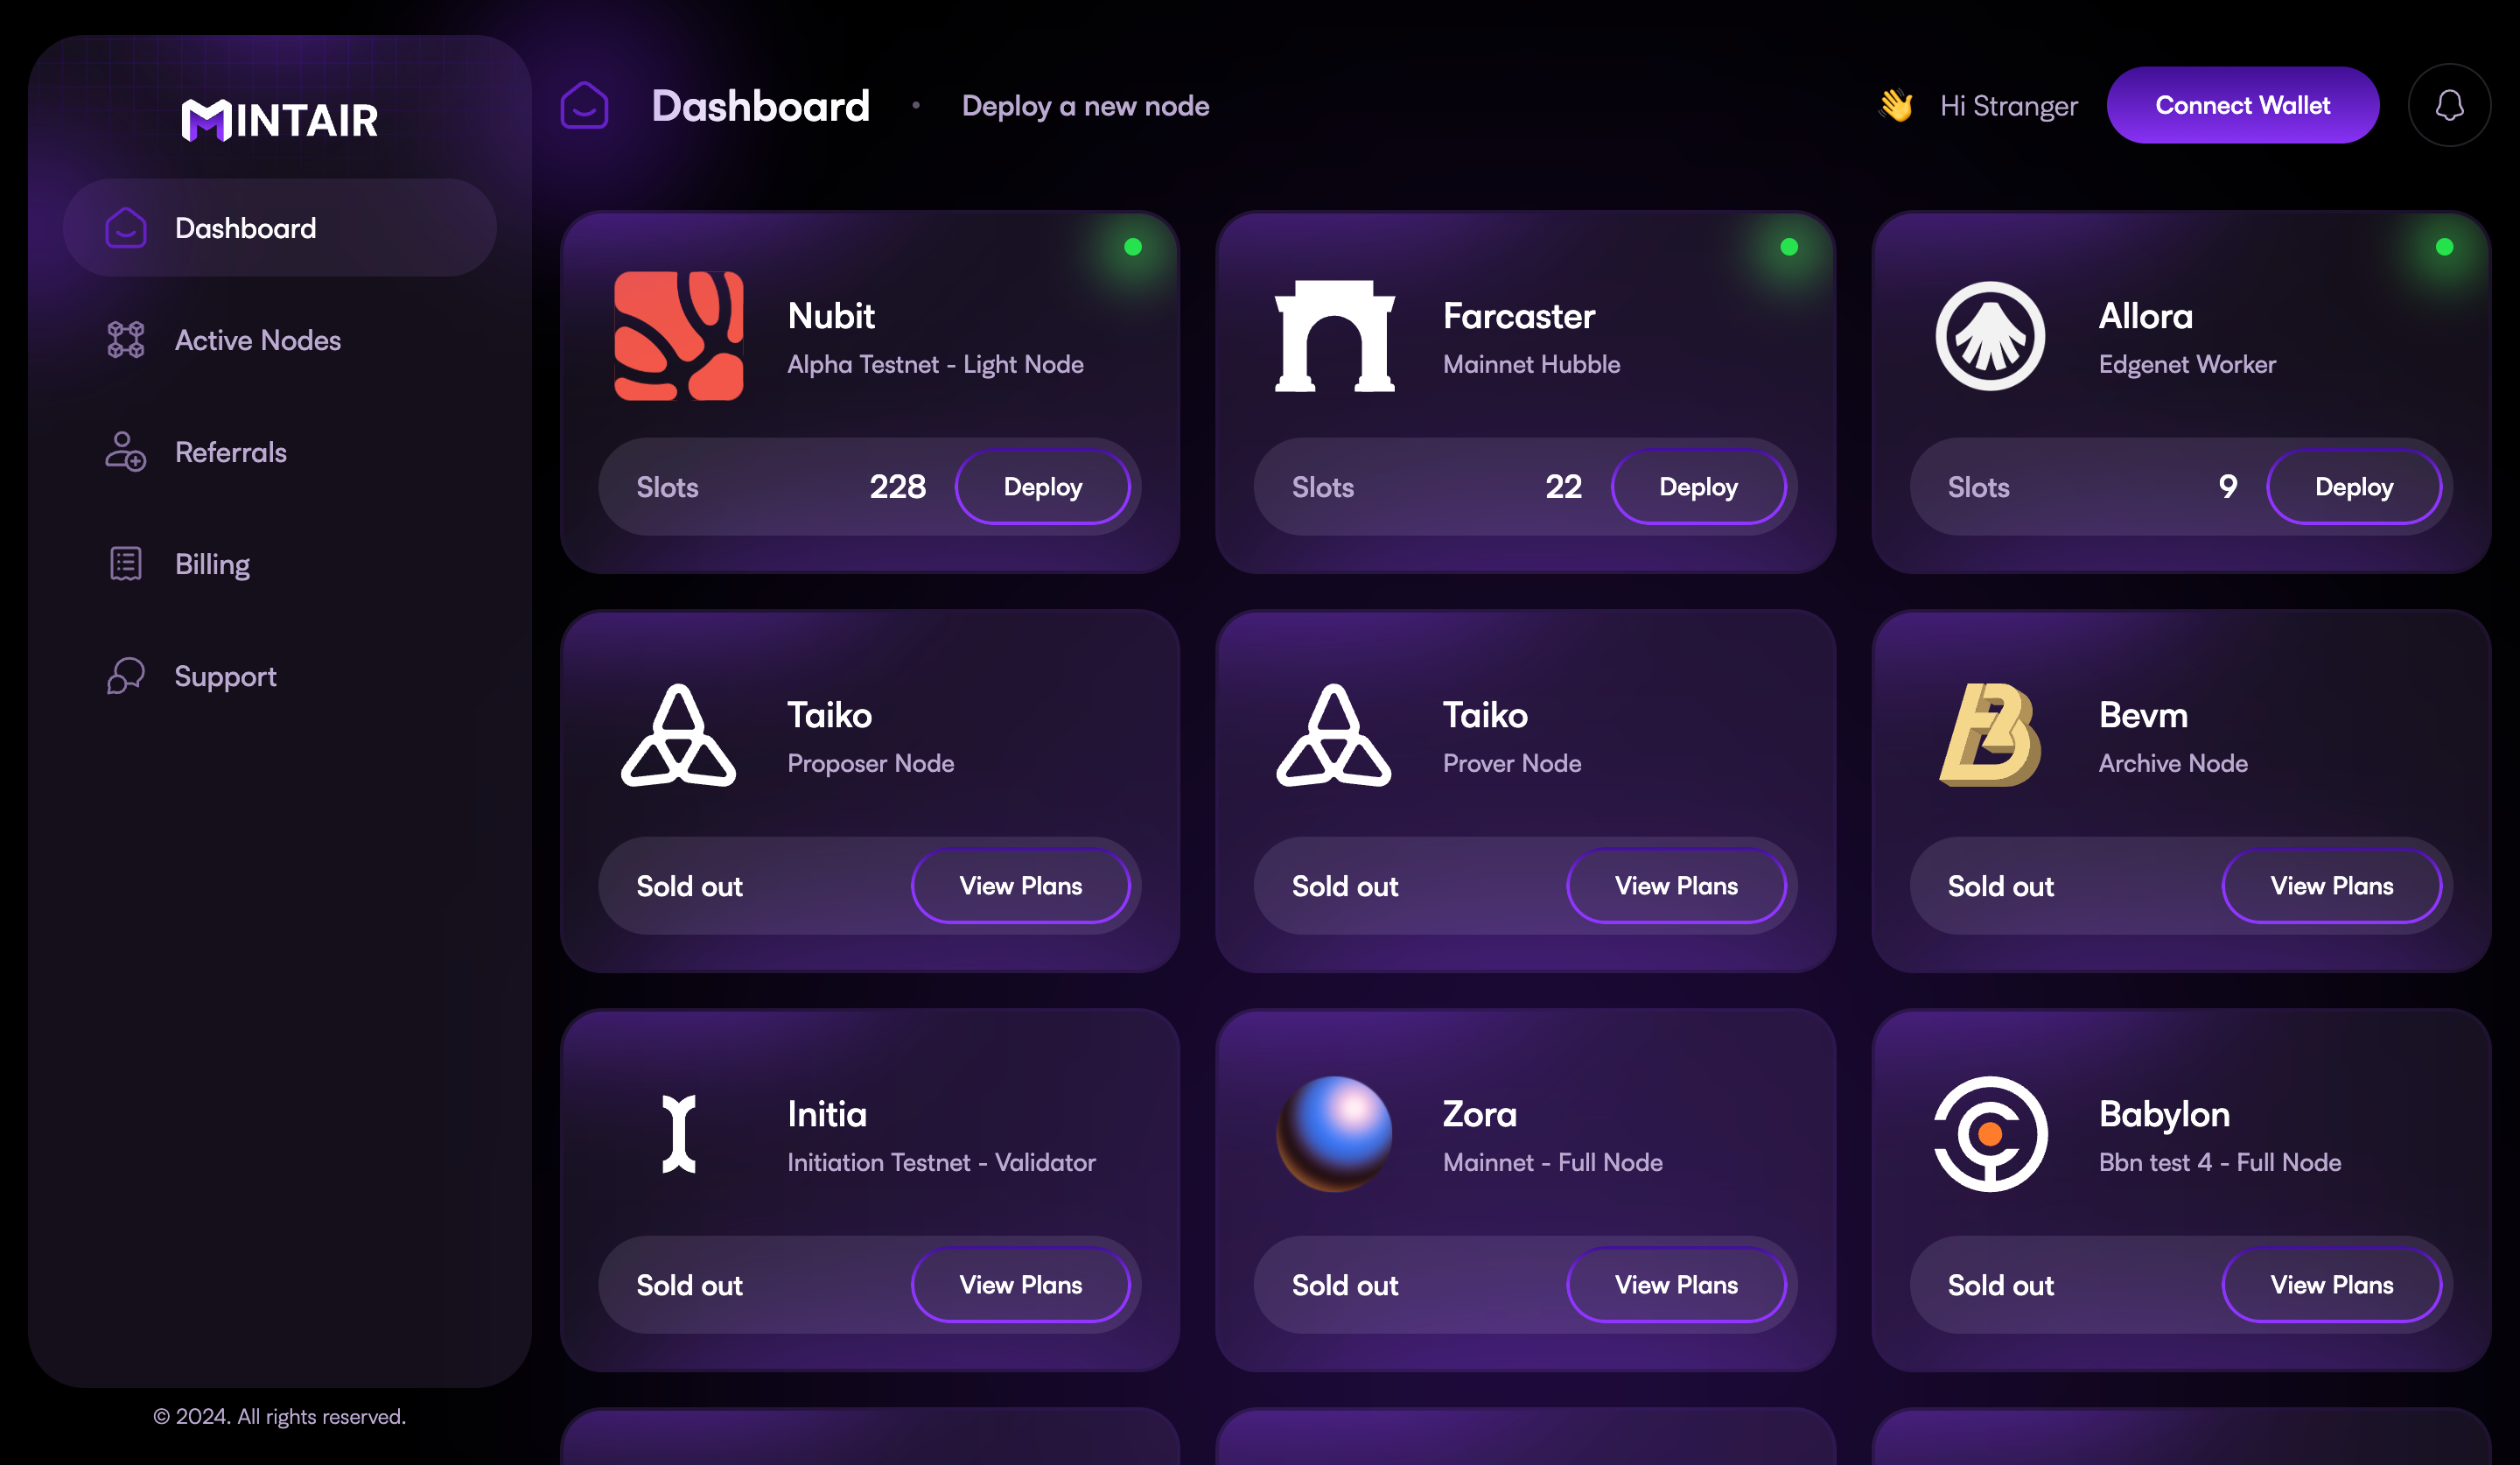 MINTAIR
Dashboard
Active Nodes
Referrals
Billing
Support
© 2024. All rights reserved.
Dashboard • Deploy a new node
Hi Stranger
Connect Wallet
Nubit
Alpha Testnet - Light Node
Slots 228 Deploy
Farcaster
Mainnet Hubble
Slots 22 Deploy
Allora
Edgenet Worker
Slots 9 Deploy
Taiko
Proposer Node
Sold out View Plans
Taiko
Prover Node
Sold out View Plans
Bevm
Archive Node
Sold out View Plans
Initia
Initiation Testnet - Validator
Sold out View Plans
Zora
Mainnet - Full Node
Sold out View Plans
Babylon
Bbn test 4 - Full Node
Sold out View Plans